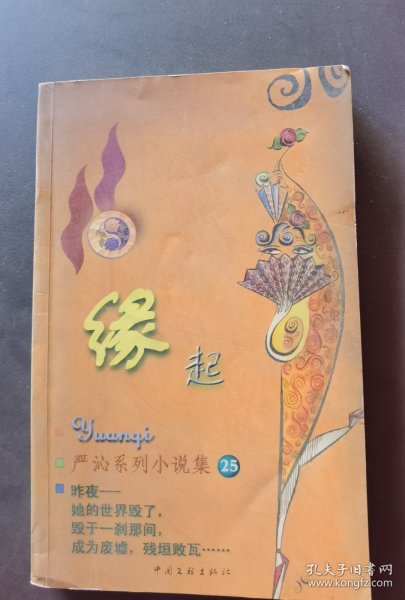 缘
起
Yuanqi
严沁系列小说集 25
昨夜——
她的世界毁了，
毁于一刹那间，
成为废墟，残垣败瓦……
中国文联出版社
孔夫子旧书网
www.kongfz.com